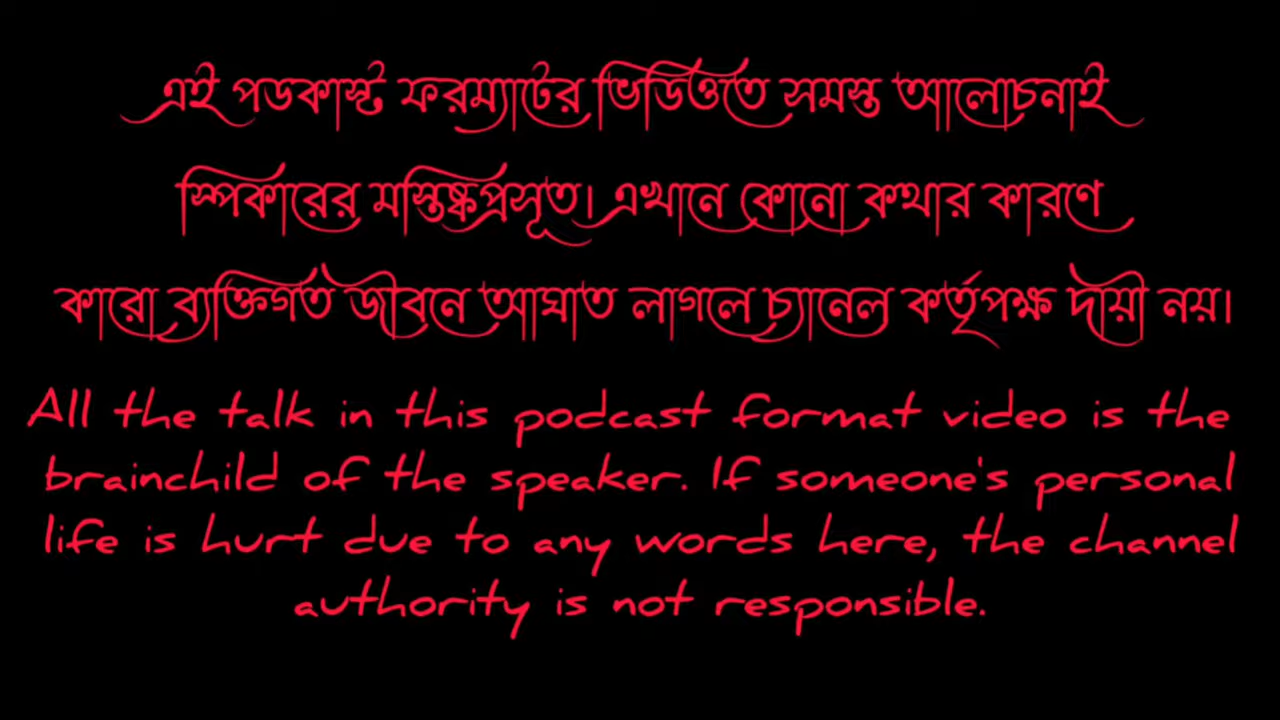 এই পডকাস্ট ফরম্যাটের ভিডিওতে সমস্ত আলোচনাই
স্পিকারের মস্তিষ্কপ্রসূত। এখানে কোনো কথার কারণে
কারো ব্যক্তিগত জীবনে আঘাত লাগলে চ্যানেল কর্তৃপক্ষ দায়ী নয়।
All the talk in this podcast format video is the
brainchild of the speaker. If someone's personal
life is hurt due to any words here, the channel
authority is not responsible.